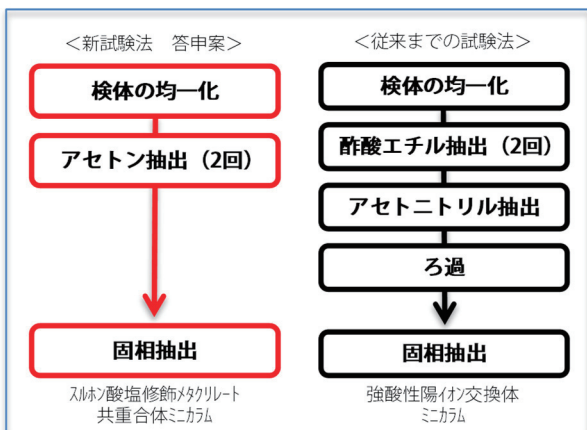 ＜新試験法　答申案＞
検体の均一化
アセトン抽出（2回）
固相抽出
スルホン酸塩修飾メタクリレート
共重合体ミニカラム
＜従来までの試験法＞
検体の均一化
酢酸エチル抽出（2回）
アセトニトリル抽出
ろ過
固相抽出
強酸性陽イオン交換体
ミニカラム